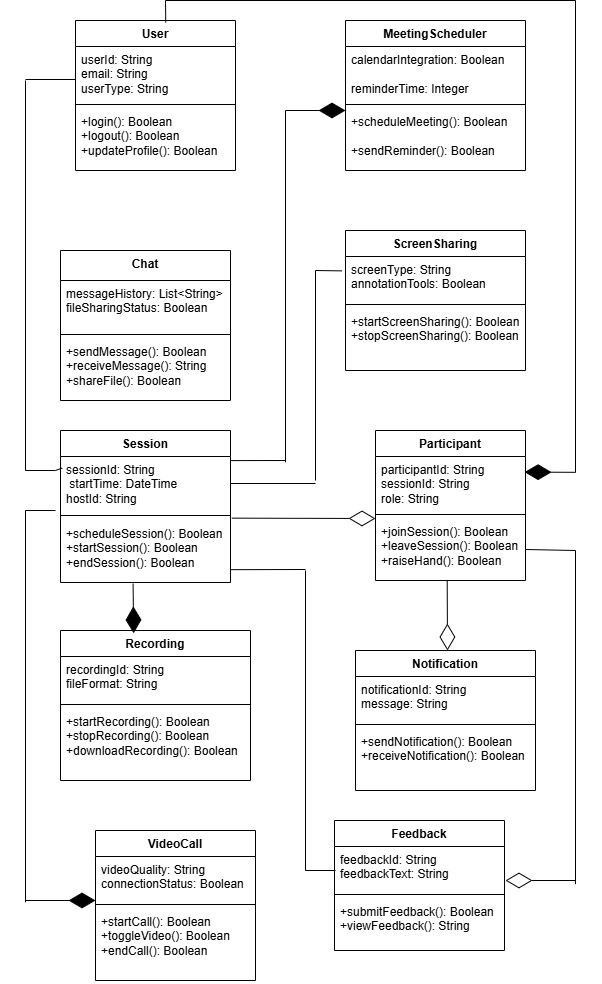 User
userId: String
email: String
userType: String
+login(): Boolean
+logout(): Boolean
+updateProfile(): Boolean
MeetingScheduler
calendarIntegration: Boolean
reminderTime: Integer
+scheduleMeeting(): Boolean
+sendReminder(): Boolean
Chat
messageHistory: List<String>
fileSharingStatus: Boolean
+sendMessage(): Boolean
+receiveMessage(): String
+shareFile(): Boolean
ScreenSharing
screenType: String
annotationTools: Boolean
+startScreenSharing(): Boolean
+stopScreenSharing(): Boolean
Session
sessionId: String
startTime: DateTime
hostId: String
+scheduleSession(): Boolean
+startSession(): Boolean
+endSession(): Boolean
Participant
participantId: String
sessionId: String
role: String
+joinSession(): Boolean
+leaveSession(): Boolean
+raiseHand(): Boolean
Recording
recordingId: String
fileFormat: String
+startRecording(): Boolean
+stopRecording(): Boolean
+downloadRecording(): Boolean
Notification
notificationId: String
message: String
+sendNotification(): Boolean
+receiveNotification(): Boolean
VideoCall
videoQuality: String
connectionStatus: Boolean
+startCall(): Boolean
+toggleVideo(): Boolean
+endCall(): Boolean
Feedback
feedbackId: String
feedbackText: String
+submitFeedback(): Boolean
+viewFeedback(): String